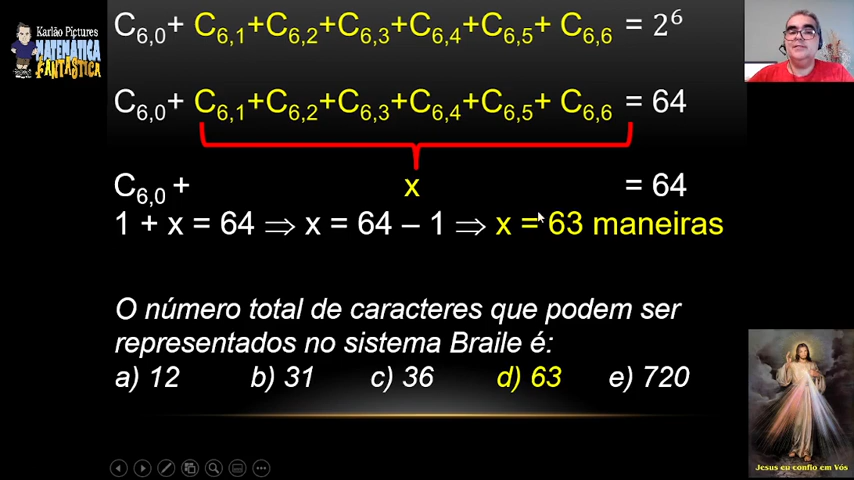 Karlão Pictures
MATEMÁTICA
FANTÁSTICA
C6,0+ C6,1+C6,2+C6,3+C6,4+C6,5+ C6,6 = 2⁶
C6,0+ C6,1+C6,2+C6,3+C6,4+C6,5+ C6,6 = 64
C6,0 + x = 64
1 + x = 64 ⇒ x = 64 – 1 ⇒ x = 63 maneiras
O número total de caracteres que podem ser
representados no sistema Braile é:
a) 12 b) 31 c) 36 d) 63 e) 720
Jesus eu confio em Vós